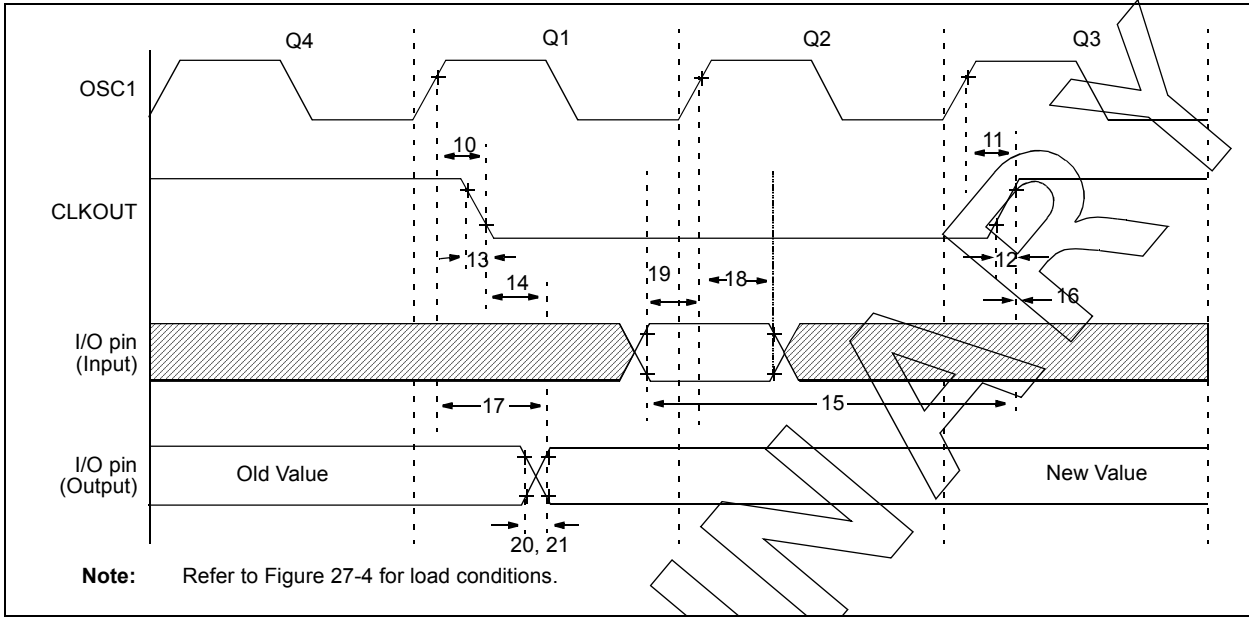 Q4 Q1 Q2 Q3
OSC1
10 11
CLKOUT
13 12
14 19 18 16
I/O pin
(Input)
17 15
I/O pin
(Output)
Old Value New Value
20, 21
Note: Refer to Figure 27-4 for load conditions.
INARY